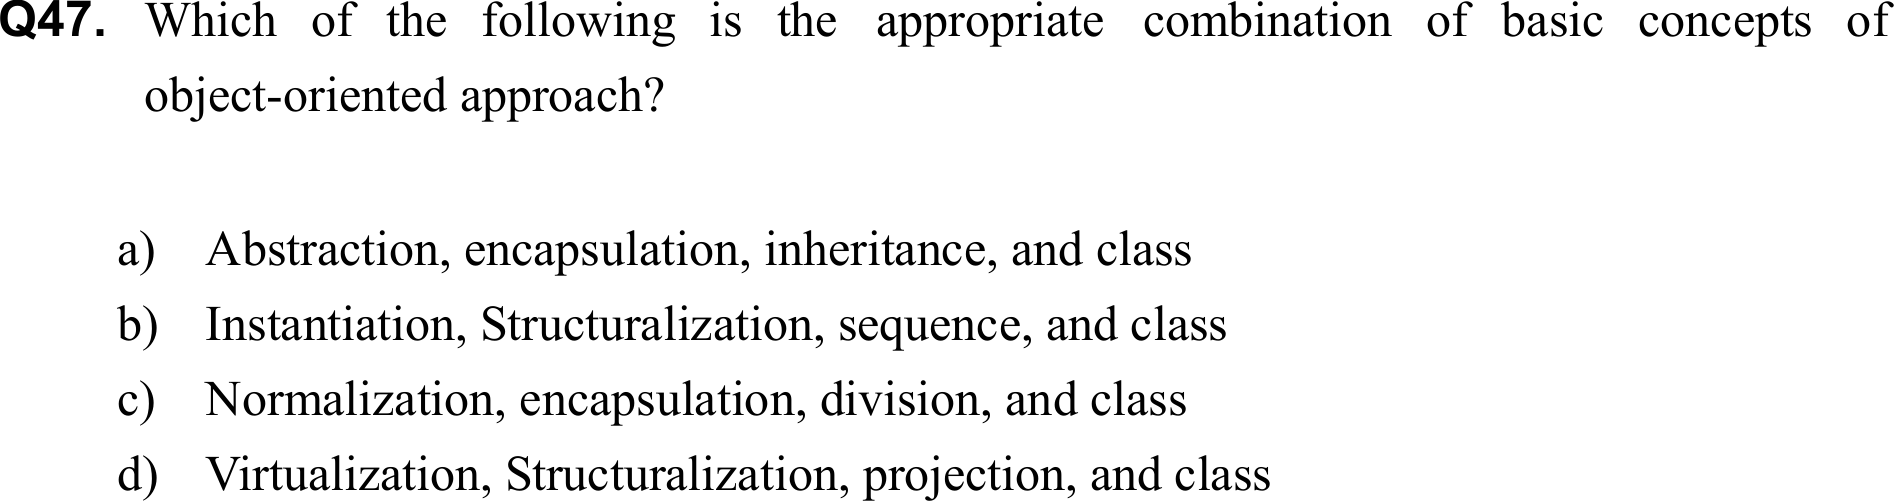 Q47. Which of the following is the appropriate combination of basic concepts of
object-oriented approach?
a) Abstraction, encapsulation, inheritance, and class
b) Instantiation, Structuralization, sequence, and class
c) Normalization, encapsulation, division, and class
d) Virtualization, Structuralization, projection, and class